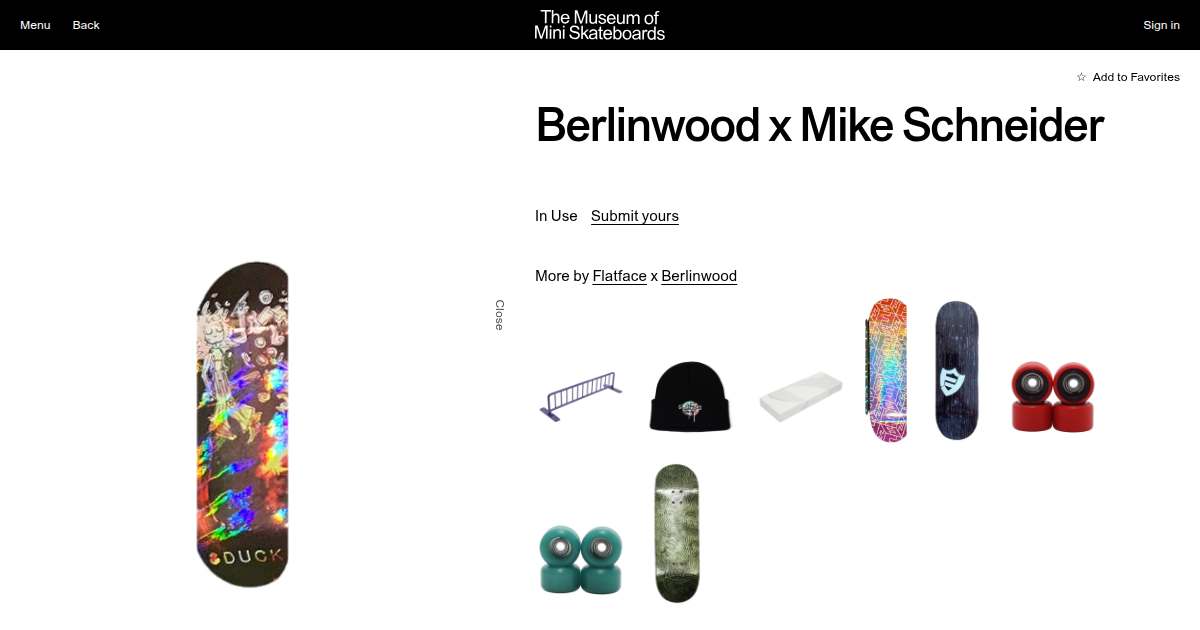 Menu
Back
The Museum of
Mini Skateboards
Sign in
☆ Add to Favorites
Berlinwood x Mike Schneider
In Use Submit yours
More by Flatface x Berlinwood
Close
DUCK